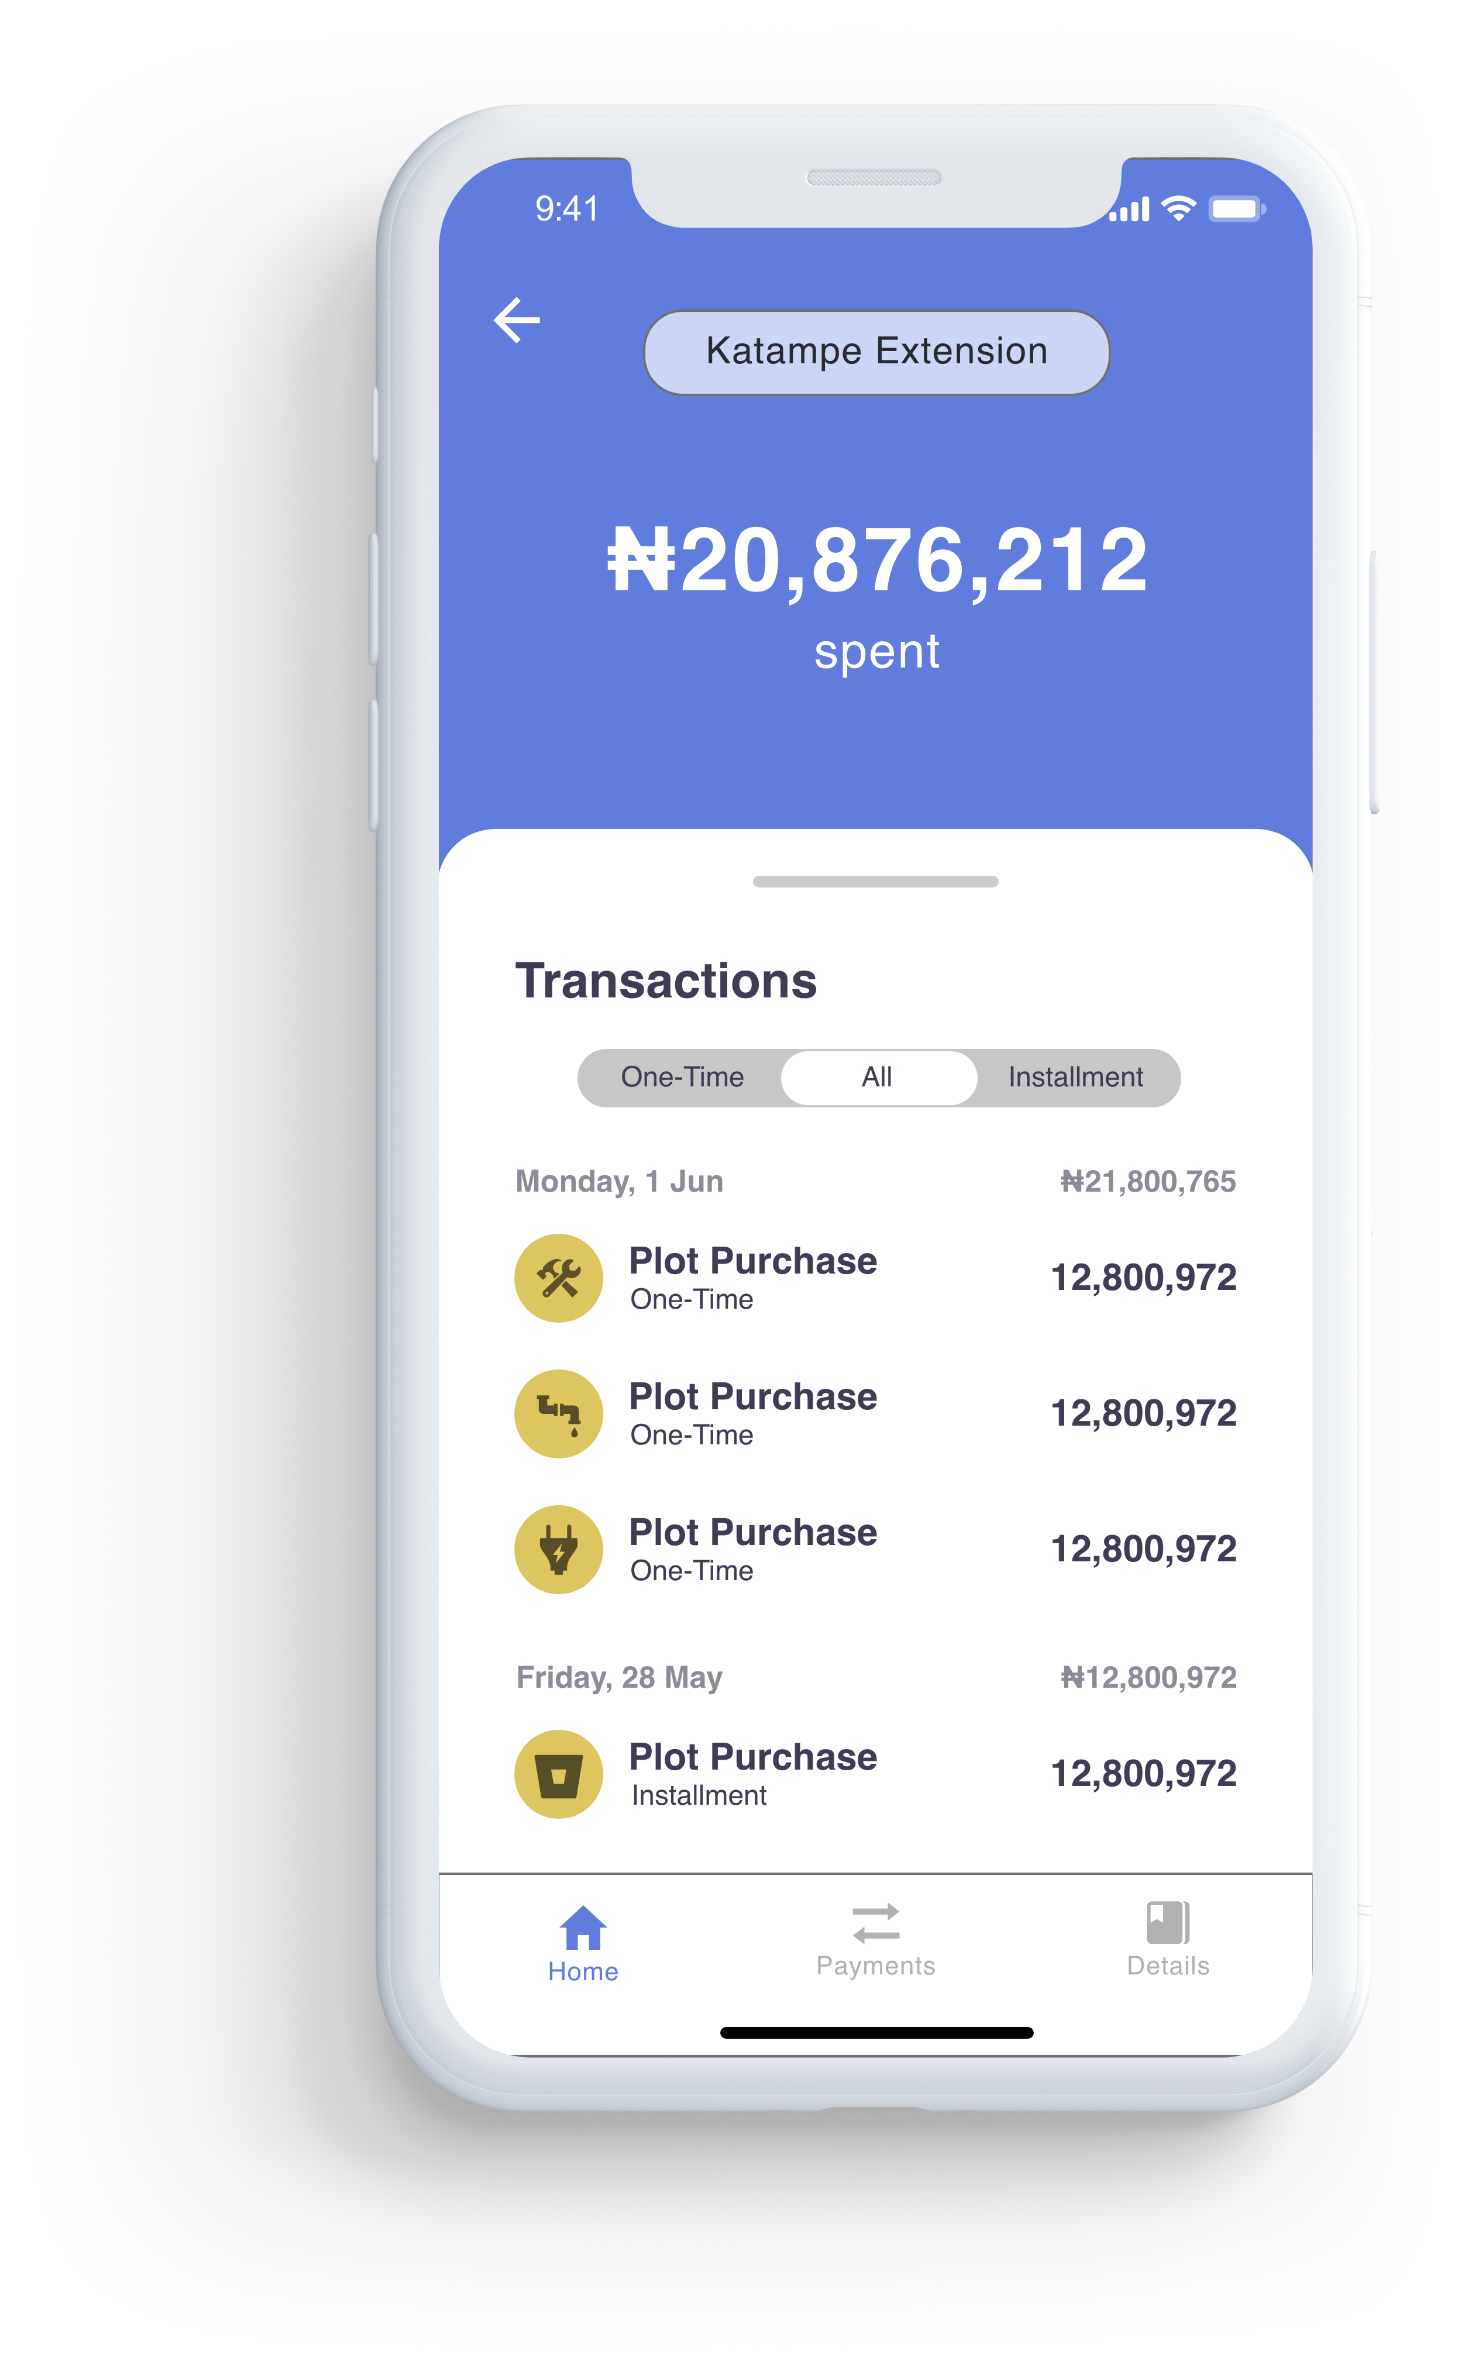 9:41
Katampe Extension
₦20,876,212
spent
Transactions
One-Time All Installment
Monday, 1 Jun ₦21,800,765
Plot Purchase
One-Time
12,800,972
Plot Purchase
One-Time
12,800,972
Plot Purchase
One-Time
12,800,972
Friday, 28 May ₦12,800,972
Plot Purchase
Installment
12,800,972
Home Payments Details